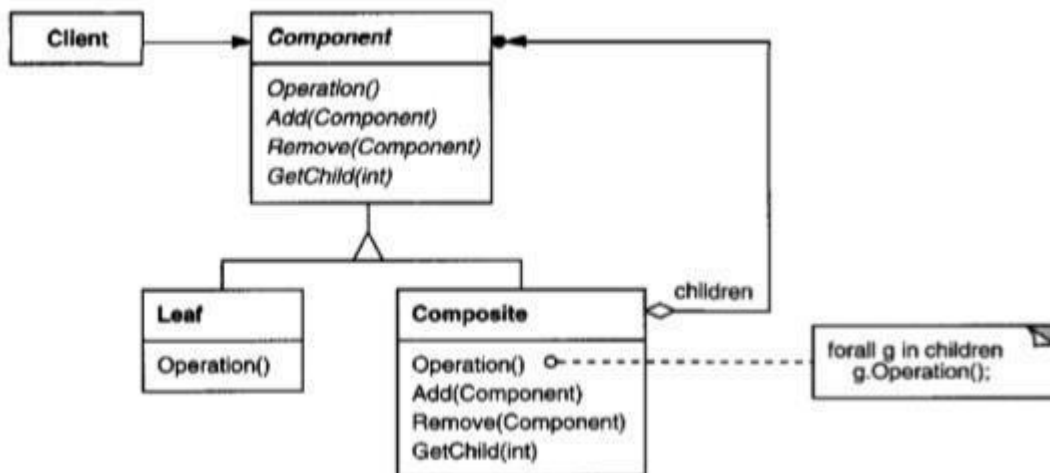 Client
Component
Operation()
Add(Component)
Remove(Component)
GetChild(int)
Leaf
Operation()
Composite
Operation()
Add(Component)
Remove(Component)
GetChild(int)
children
forall g in children
g.Operation();